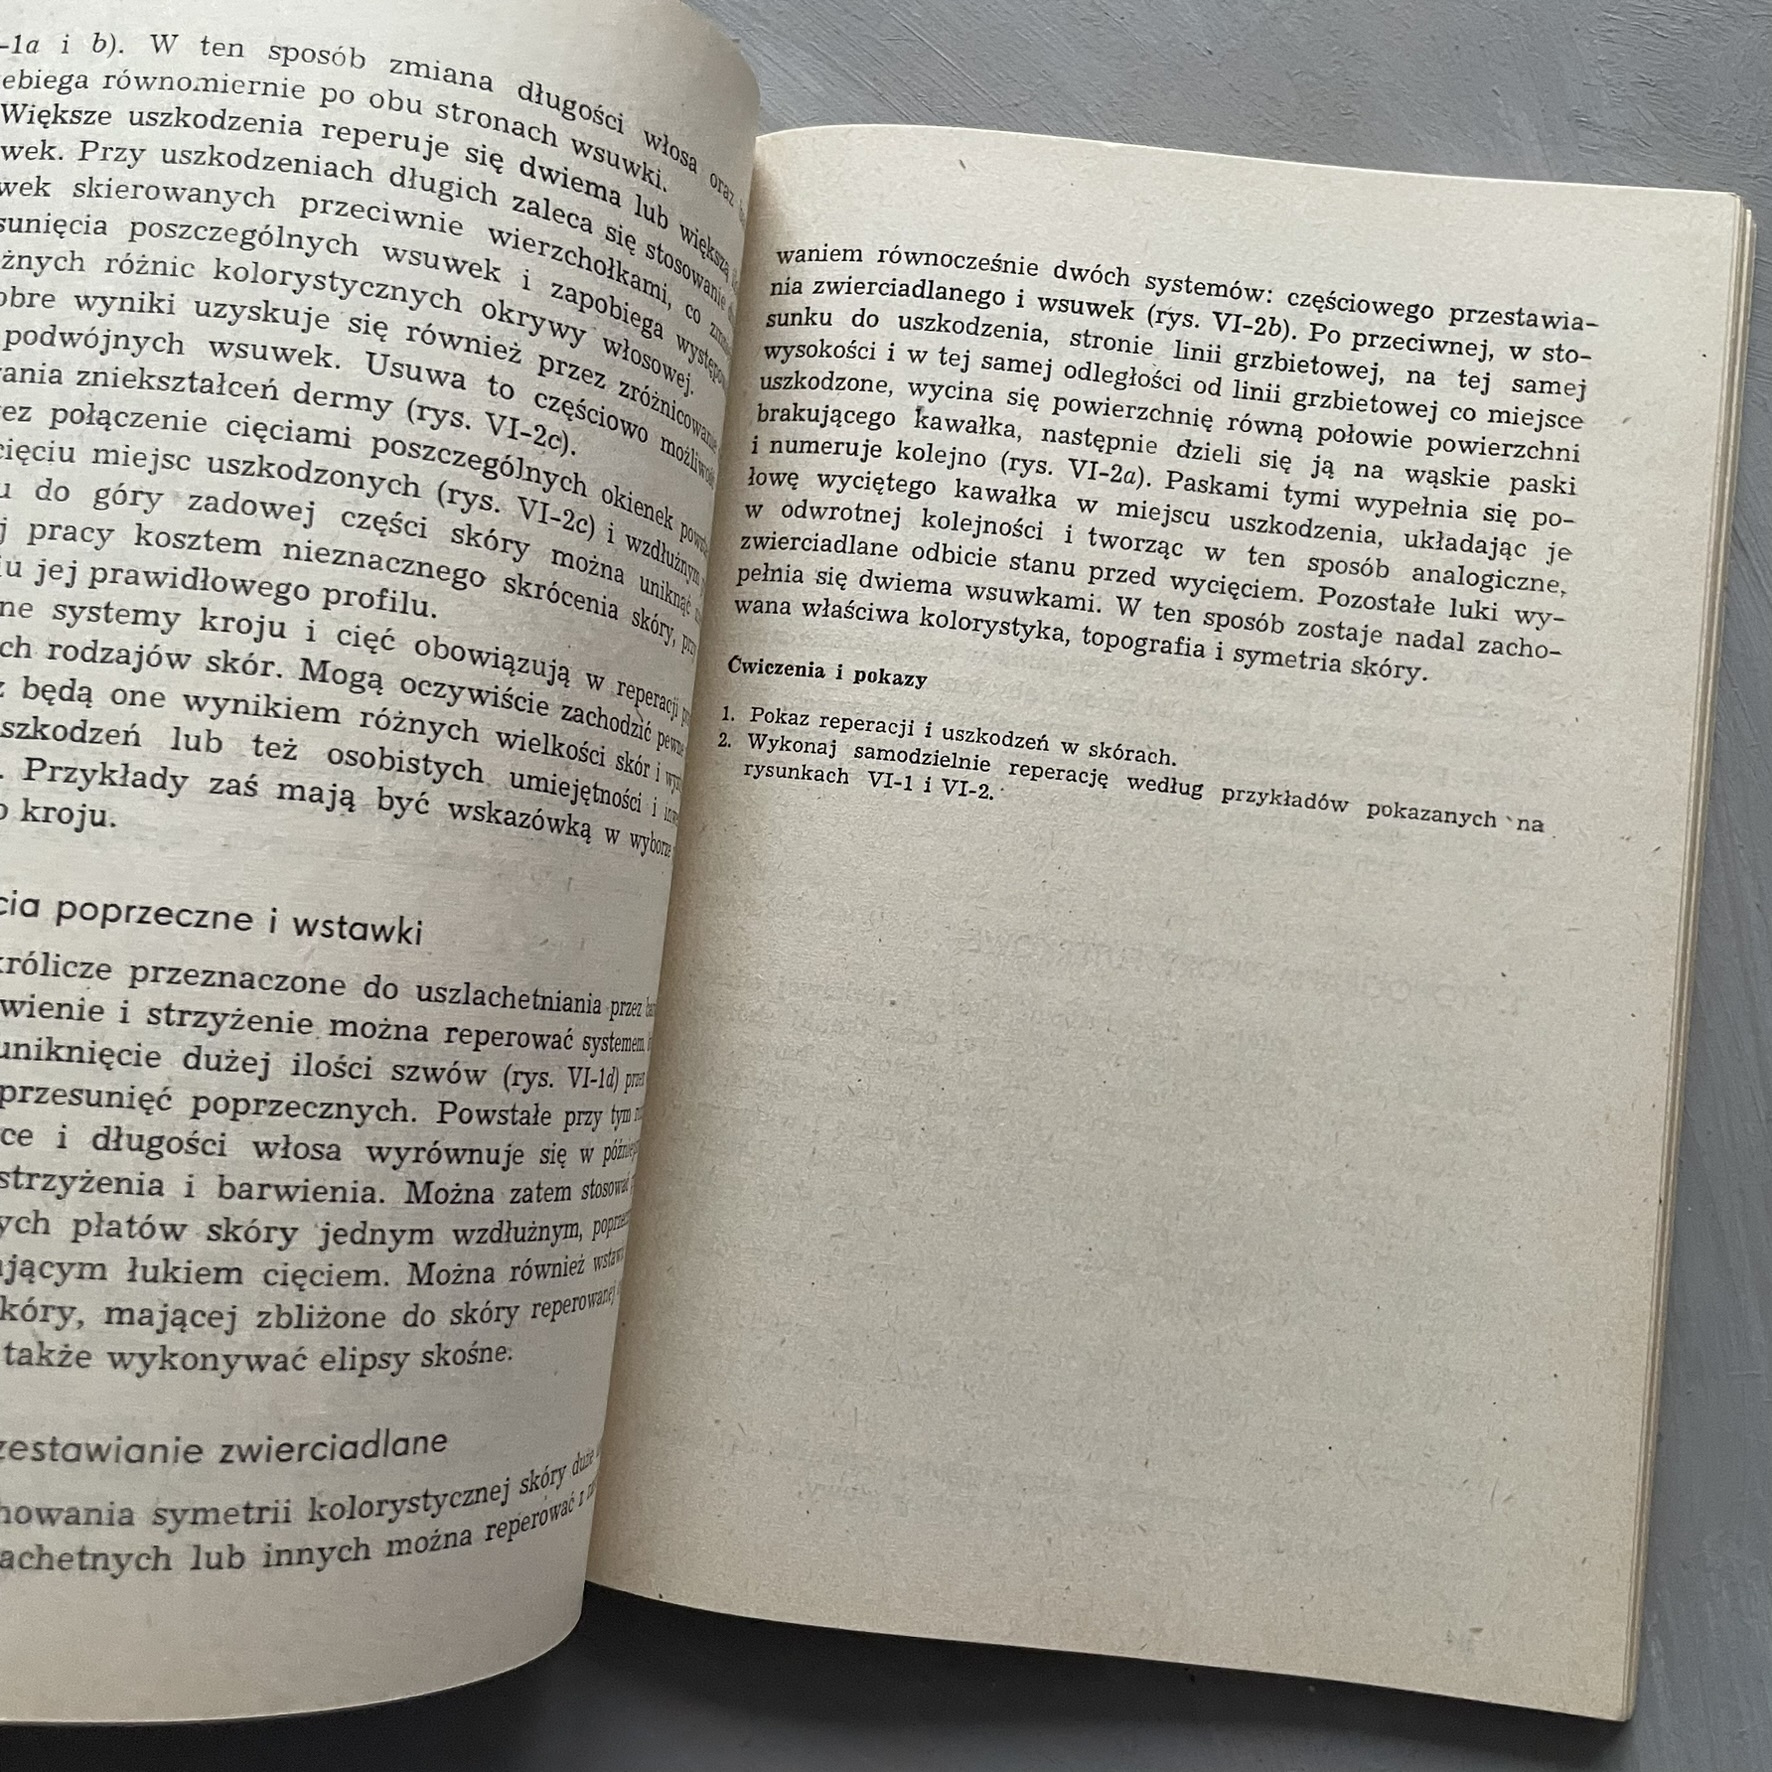 -1a i b). W ten sposób zmiana długości włosa oraz
ebiega równomiernie po obu stronach wsuwki.
Większe uszkodzenia reperuje się dwiema lub większą
wek. Przy uszkodzeniach długich zaleca się stosowanie
wek skierowanych przeciwnie wierzchołkami, co
sunięcia poszczególnych wsuwek i zapobiega
żnych różnic kolorystycznych okrywy włosowej.
obre wyniki uzyskuje się również przez zróżnicowanie
podwójnych wsuwek. Usuwa to częściowo
ania zniekształceń dermy (rys. VI-2c).
ez połączenie cięciami poszczególnych okienek
cięciu miejsc uszkodzonych (rys. VI-2c) i wzdłużnym
u do góry zadowej części skóry można uniknąć
j pracy kosztem nieznacznego skrócenia skóry,
iu jej prawidłowego profilu.
ne systemy kroju i cięć obowiązują w reperacji
ch rodzajów skór. Mogą oczywiście zachodzić pewne
z będą one wynikiem różnych wielkości skór i
szkodzeń lub też osobistych umiejętności i
. Przykłady zaś mają być wskazówką w wyborze
o kroju.
cia poprzeczne i wstawki
królicze przeznaczone do uszlachetniania przez
wienie i strzyżenie można reperować systemem
uniknięcie dużej ilości szwów (rys. VI-1d) przez
przesunięć poprzecznych. Powstałe przy tym
ce i długości włosa wyrównuje się w
strzyżenia i barwienia. Można zatem stosować
ych płatów skóry jednym wzdłużnym,
ającym łukiem cięciem. Można również
kóry, mającej zbliżone do skóry reperowanej
także wykonywać elipsy skośne.
zestawianie zwierciadlane
howania symetrii kolorystycznej skóry duże
achetnych lub innych można reperować z
waniem równocześnie dwóch systemów: częściowego przestawia-
nia zwierciadlanego i wsuwek (rys. VI-2b). Po przeciwnej, w sto-
sunku do uszkodzenia, stronie linii grzbietowej, na tej samej
wysokości i w tej samej odległości od linii grzbietowej co miejsce
uszkodzone, wycina się powierzchnię równą połowie powierzchni
brakującego kawałka, następnie dzieli się ją na wąskie paski
i numeruje kolejno (rys. VI-2a). Paskami tymi wypełnia się po-
łowę wyciętego kawałka w miejscu uszkodzenia, układając je
w odwrotnej kolejności i tworząc w ten sposób analogiczne,
zwierciadlane odbicie stanu przed wycięciem. Pozostałe luki wy-
pełnia się dwiema wsuwkami. W ten sposób zostaje nadal zacho-
wana właściwa kolorystyka, topografia i symetria skóry.
Ćwiczenia i pokazy
1. Pokaz reperacji i uszkodzeń w skórach.
2. Wykonaj samodzielnie reperację według przykładów pokazanych na
rysunkach VI-1 i VI-2.